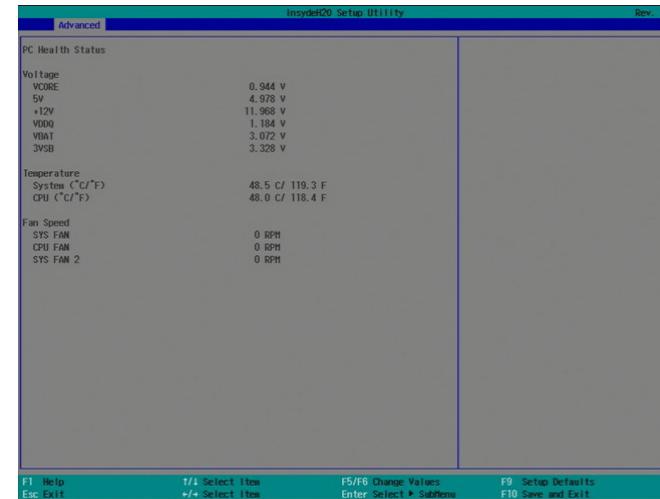 InsydeH20 Setup Utility Rev.
Advanced
PC Health Status
Voltage
VCORE 0.944 V
5V 4.978 V
+12V 11.968 V
VDDQ 1.184 V
VBAT 3.072 V
3VSB 3.328 V
Temperature
System (°C/°F) 48.5 C/ 119.3 F
CPU (°C/°F) 48.0 C/ 118.4 F
Fan Speed
SYS FAN 0 RPM
CPU FAN 0 RPM
SYS FAN 2 0 RPM
F1 Help ↑/↓ Select Item F5/F6 Change Values F9 Setup Defaults
Esc Exit ←/→ Select Item Enter Select ▶ SubMenu F10 Save and Exit